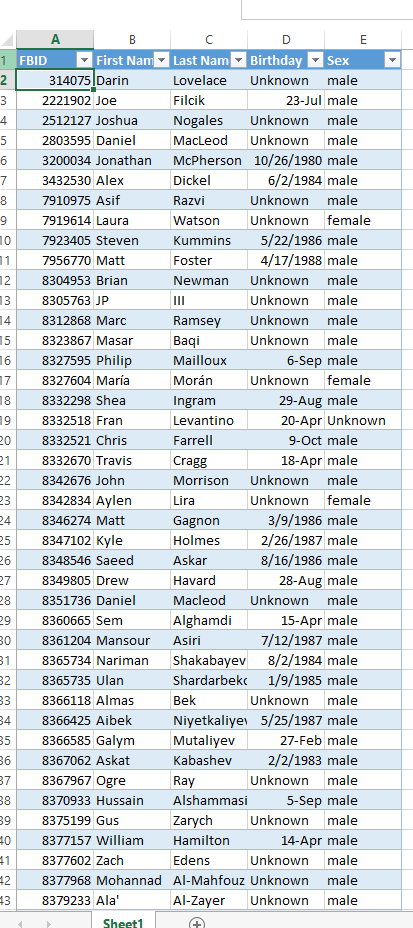 A B C D E
1 FBID First Nam Last Nam Birthday Sex
2 314075 Darin Lovelace Unknown male
3 2221902 Joe Filcik 23-Jul male
4 2512127 Joshua Nogales Unknown male
5 2803595 Daniel MacLeod Unknown male
6 3200034 Jonathan McPherson 10/26/1980 male
7 3432530 Alex Dickel 6/2/1984 male
8 7910975 Asif Razvi Unknown male
9 7919614 Laura Watson Unknown female
10 7923405 Steven Kummins 5/22/1986 male
11 7956770 Matt Foster 4/17/1988 male
12 8304953 Brian Newman Unknown male
13 8305763 JP III Unknown male
14 8312868 Marc Ramsey Unknown male
15 8323867 Masar Baqi Unknown male
16 8327595 Philip Mailloux 6-Sep male
17 8327604 María Morán Unknown female
18 8332298 Shea Ingram 29-Aug male
19 8332518 Fran Levantino 20-Apr Unknown
20 8332521 Chris Farrell 9-Oct male
21 8332670 Travis Cragg 18-Apr male
22 8342676 John Morrison Unknown male
23 8342834 Aylen Lira Unknown female
24 8346274 Matt Gagnon 3/9/1986 male
25 8347102 Kyle Holmes 2/26/1987 male
26 8348546 Saeed Askar 8/16/1986 male
27 8349805 Drew Havard 28-Aug male
28 8351736 Daniel Macleod Unknown male
29 8360665 Sem Alghamdi 15-Apr male
30 8361204 Mansour Asiri 7/12/1987 male
31 8365734 Nariman Shakabayev 8/2/1984 male
32 8365735 Ulan Shardarbeko 1/9/1985 male
33 8366118 Almas Bek Unknown male
34 8366425 Aibek Niyetkaliyev 5/25/1987 male
35 8366585 Galym Mutaliyev 27-Feb male
36 8367062 Askat Kabashev 2/2/1983 male
37 8367967 Ogre Ray Unknown male
38 8370933 Hussain Alshammasi 5-Sep male
39 8375199 Gus Zarych Unknown male
40 8377157 William Hamilton 14-Apr male
41 8377602 Zach Edens Unknown male
42 8377968 Mohannad Al-Mahfouz Unknown male
43 8379233 Ala' Al-Zayer Unknown male
Sheet1